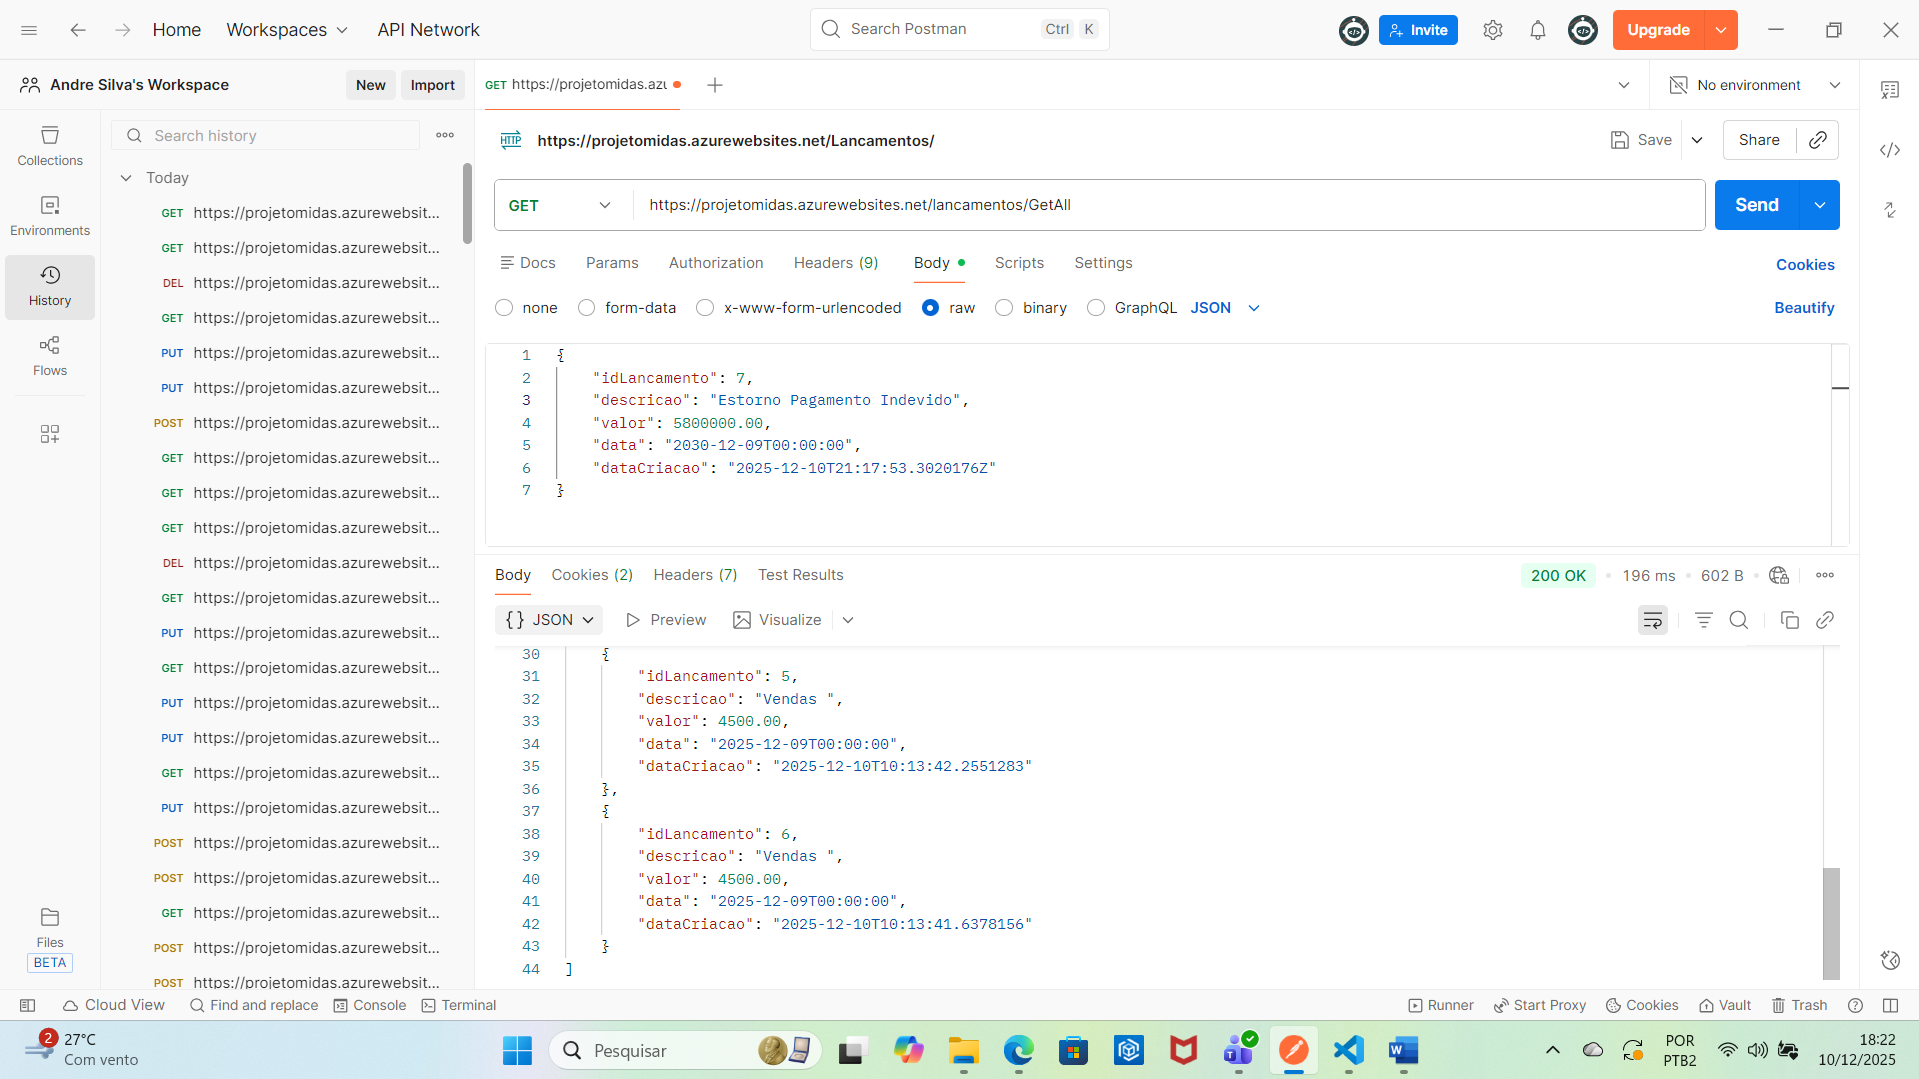 Home
Workspaces
API Network
Search Postman
Ctrl
K
Invite
Upgrade
Andre Silva's Workspace
New
Import
GET https://projetomidas.azu
No environment
Collections
Environments
History
Flows
Files
BETA
Search history
Today
GET https://projetomidas.azurewebsit...
GET https://projetomidas.azurewebsit...
DEL https://projetomidas.azurewebsit...
GET https://projetomidas.azurewebsit...
PUT https://projetomidas.azurewebsit...
PUT https://projetomidas.azurewebsit...
POST https://projetomidas.azurewebsit...
GET https://projetomidas.azurewebsit...
GET https://projetomidas.azurewebsit...
GET https://projetomidas.azurewebsit...
DEL https://projetomidas.azurewebsit...
GET https://projetomidas.azurewebsit...
PUT https://projetomidas.azurewebsit...
GET https://projetomidas.azurewebsit...
PUT https://projetomidas.azurewebsit...
PUT https://projetomidas.azurewebsit...
GET https://projetomidas.azurewebsit...
PUT https://projetomidas.azurewebsit...
POST https://projetomidas.azurewebsit...
POST https://projetomidas.azurewebsit...
GET https://projetomidas.azurewebsit...
POST https://projetomidas.azurewebsit...
POST https://projetomidas.azurewebsit...
HTTP https://projetomidas.azurewebsites.net/Lancamentos/
Save
Share
GET
https://projetomidas.azurewebsites.net/lancamentos/GetAll
Send
Docs
Params
Authorization
Headers (9)
Body
Scripts
Settings
Cookies
none
form-data
x-www-form-urlencoded
raw
binary
GraphQL
JSON
Beautify
1 {
2 "idLancamento": 7,
3 "descricao": "Estorno Pagamento Indevido",
4 "valor": 5800000.00,
5 "data": "2030-12-09T00:00:00",
6 "dataCriacao": "2025-12-10T21:17:53.3020176Z"
7 }
Body
Cookies (2)
Headers (7)
Test Results
200 OK
196 ms
602 B
{} JSON
Preview
Visualize
30 {
31 "idLancamento": 5,
32 "descricao": "Vendas ",
33 "valor": 4500.00,
34 "data": "2025-12-09T00:00:00",
35 "dataCriacao": "2025-12-10T10:13:42.2551283"
36 },
37 {
38 "idLancamento": 6,
39 "descricao": "Vendas ",
40 "valor": 4500.00,
41 "data": "2025-12-09T00:00:00",
42 "dataCriacao": "2025-12-10T10:13:41.6378156"
43 }
44 ]
Cloud View
Find and replace
Console
Terminal
Runner
Start Proxy
Cookies
Vault
Trash
2
27°C
Com vento
Pesquisar
POR
PTB2
18:22
10/12/2025